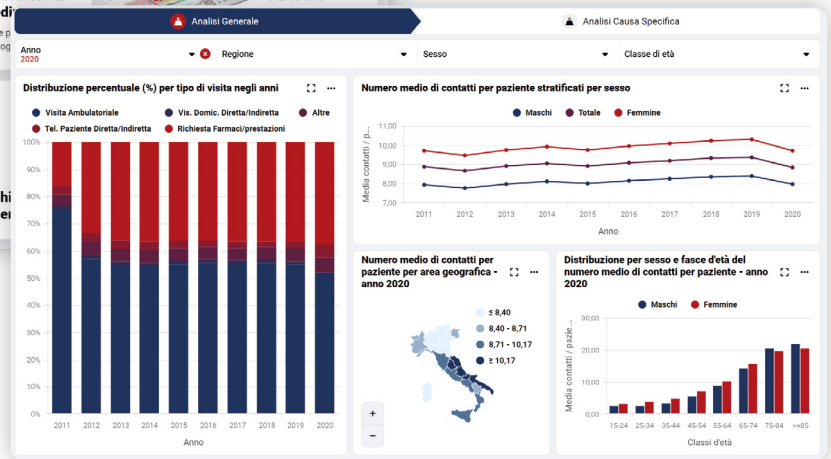 Analisi Generale
Analisi Causa Specifica
Anno
2020
Regione
Sesso
Classe di età
Distribuzione percentuale (%) per tipo di visita negli anni
Visita Ambulatoriale
Vis. Domic. Diretta/Indiretta
Altre
Tel. Paziente Diretta/Indiretta
Richiesta Farmaci/prestazioni
100%
90%
80%
70%
60%
50%
40%
30%
20%
10%
0%
2011 2012 2013 2014 2015 2016 2017 2018 2019 2020
Anno
Numero medio di contatti per paziente stratificati per sesso
Maschi Totale Femmine
Media contatti / p...
11,00
10,00
9,00
8,00
7,00
2011 2012 2013 2014 2015 2016 2017 2018 2019 2020
Anno
Numero medio di contatti per
paziente per area geografica -
anno 2020
≤ 8,40
8,40 - 8,71
8,71 - 10,17
≥ 10,17
+
−
Distribuzione per sesso e fasce d'età del
numero medio di contatti per paziente - anno
2020
Maschi Femmine
Media contatti / pazie...
30,00
20,00
10,00
0,00
15-24 25-34 35-44 45-54 55-64 65-74 75-84 >=85
Classi d'età